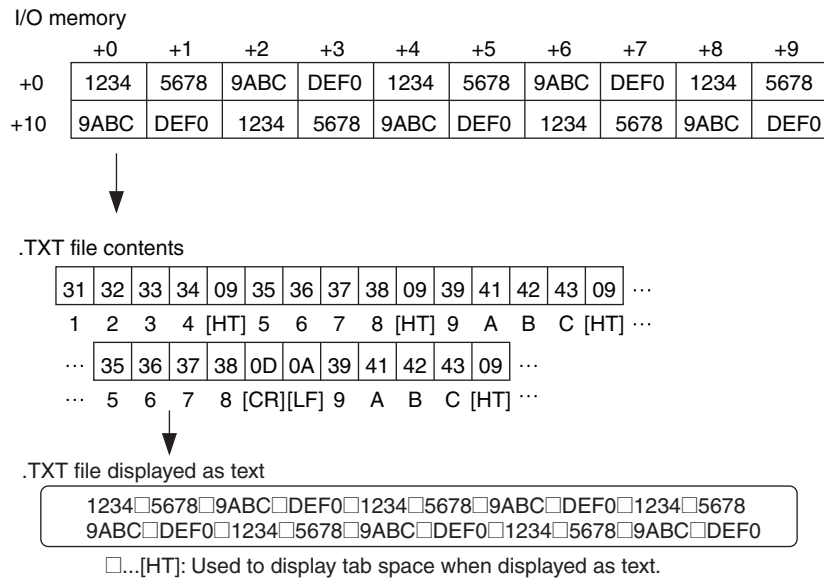 I/O memory
+0 +1 +2 +3 +4 +5 +6 +7 +8 +9
+0 1234 5678 9ABC DEF0 1234 5678 9ABC DEF0 1234 5678
+10 9ABC DEF0 1234 5678 9ABC DEF0 1234 5678 9ABC DEF0
.TXT file contents
31 32 33 34 09 35 36 37 38 09 39 41 42 43 09 ···
1 2 3 4 [HT] 5 6 7 8 [HT] 9 A B C [HT] ···
··· 35 36 37 38 0D 0A 39 41 42 43 09 ···
··· 5 6 7 8 [CR][LF] 9 A B C [HT] ···
.TXT file displayed as text
1234□5678□9ABC□DEF0□1234□5678□9ABC□DEF0□1234□5678
9ABC□DEF0□1234□5678□9ABC□DEF0□1234□5678□9ABC□DEF0
□...[HT]: Used to display tab space when displayed as text.